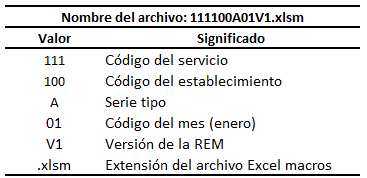 Nombre del archivo: 111100A01V1.xlsm
Valor Significado
111 Código del servicio
100 Código del establecimiento
A Serie tipo
01 Código del mes (enero)
V1 Versión de la REM
.xlsm Extensión del archivo Excel macros